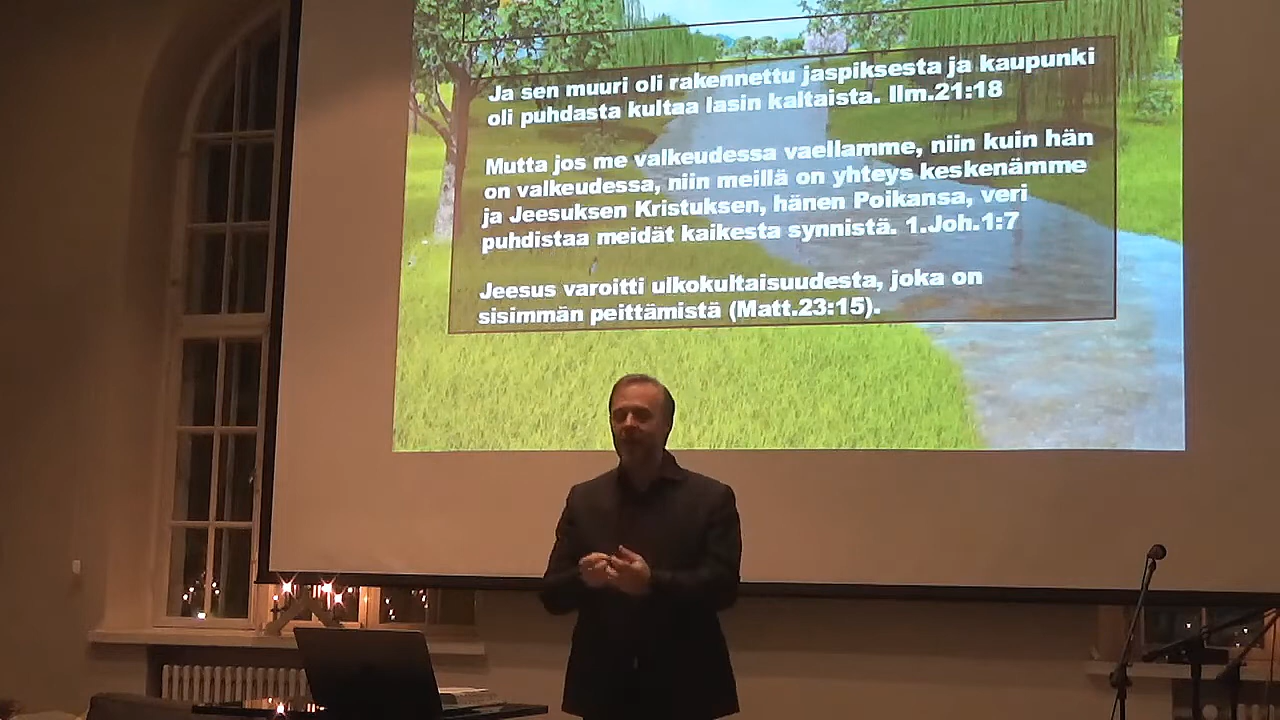 Ja sen muuri oli rakennettu jaspiksesta ja kaupunki
oli puhdasta kultaa lasin kaltaista. Ilm.21:18
Mutta jos me valkeudessa vaellamme, niin kuin hän
on valkeudessa, niin meillä on yhteys keskenämme
ja Jeesuksen Kristuksen, hänen Poikansa, veri
puhdistaa meidät kaikesta synnistä. 1.Joh.1:7
Jeesus varoitti ulkokultaisuudesta, joka on
sisimmän peittämistä (Matt.23:15).